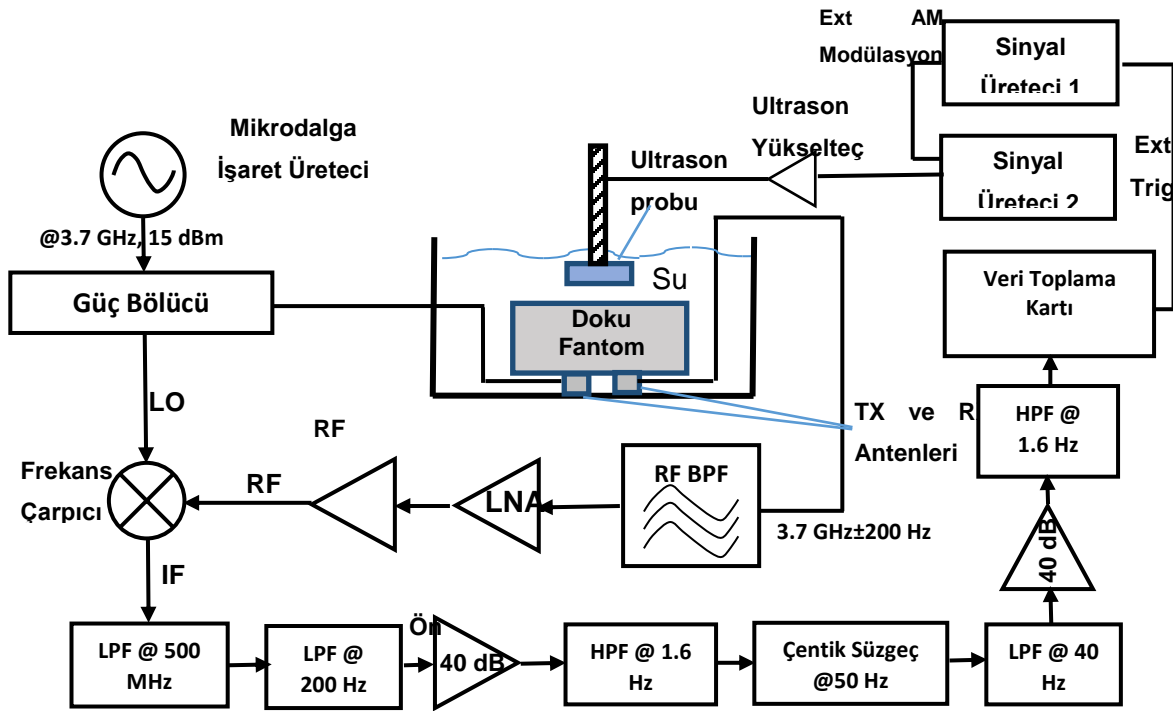 Ext AM
Modülasyon
Sinyal
Üreteci 1
Ultrason
Yükselteç
Mikrodalga
İşaret Üreteci
Ultrason
probu
Sinyal
Üreteci 2
Ext
Trig
@3.7 GHz, 15 dBm
Güç Bölücü
Su
Veri Toplama
Kartı
Doku
Fantom
LO
RF
TX ve R
Antenleri
HPF @
1.6 Hz
Frekans
Çarpıcı
RF
LNA
RF BPF
3.7 GHz±200 Hz
40 dB
IF
Ön
LPF @ 500
MHz
LPF @
200 Hz
40 dB
HPF @ 1.6
Hz
Çentik Süzgeç
@50 Hz
LPF @ 40
Hz